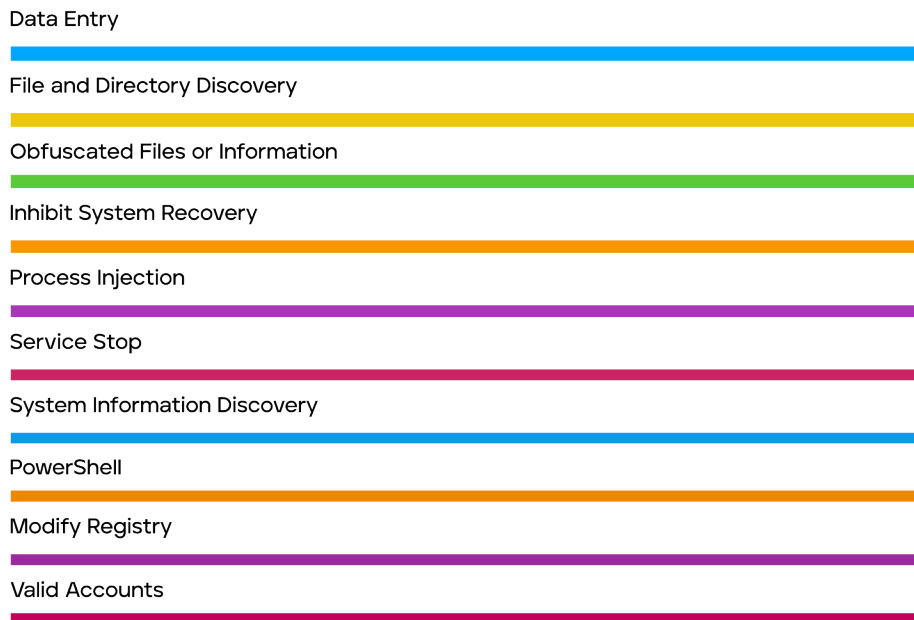 Data Entry
File and Directory Discovery
Obfuscated Files or Information
Inhibit System Recovery
Process Injection
Service Stop
System Information Discovery
PowerShell
Modify Registry
Valid Accounts